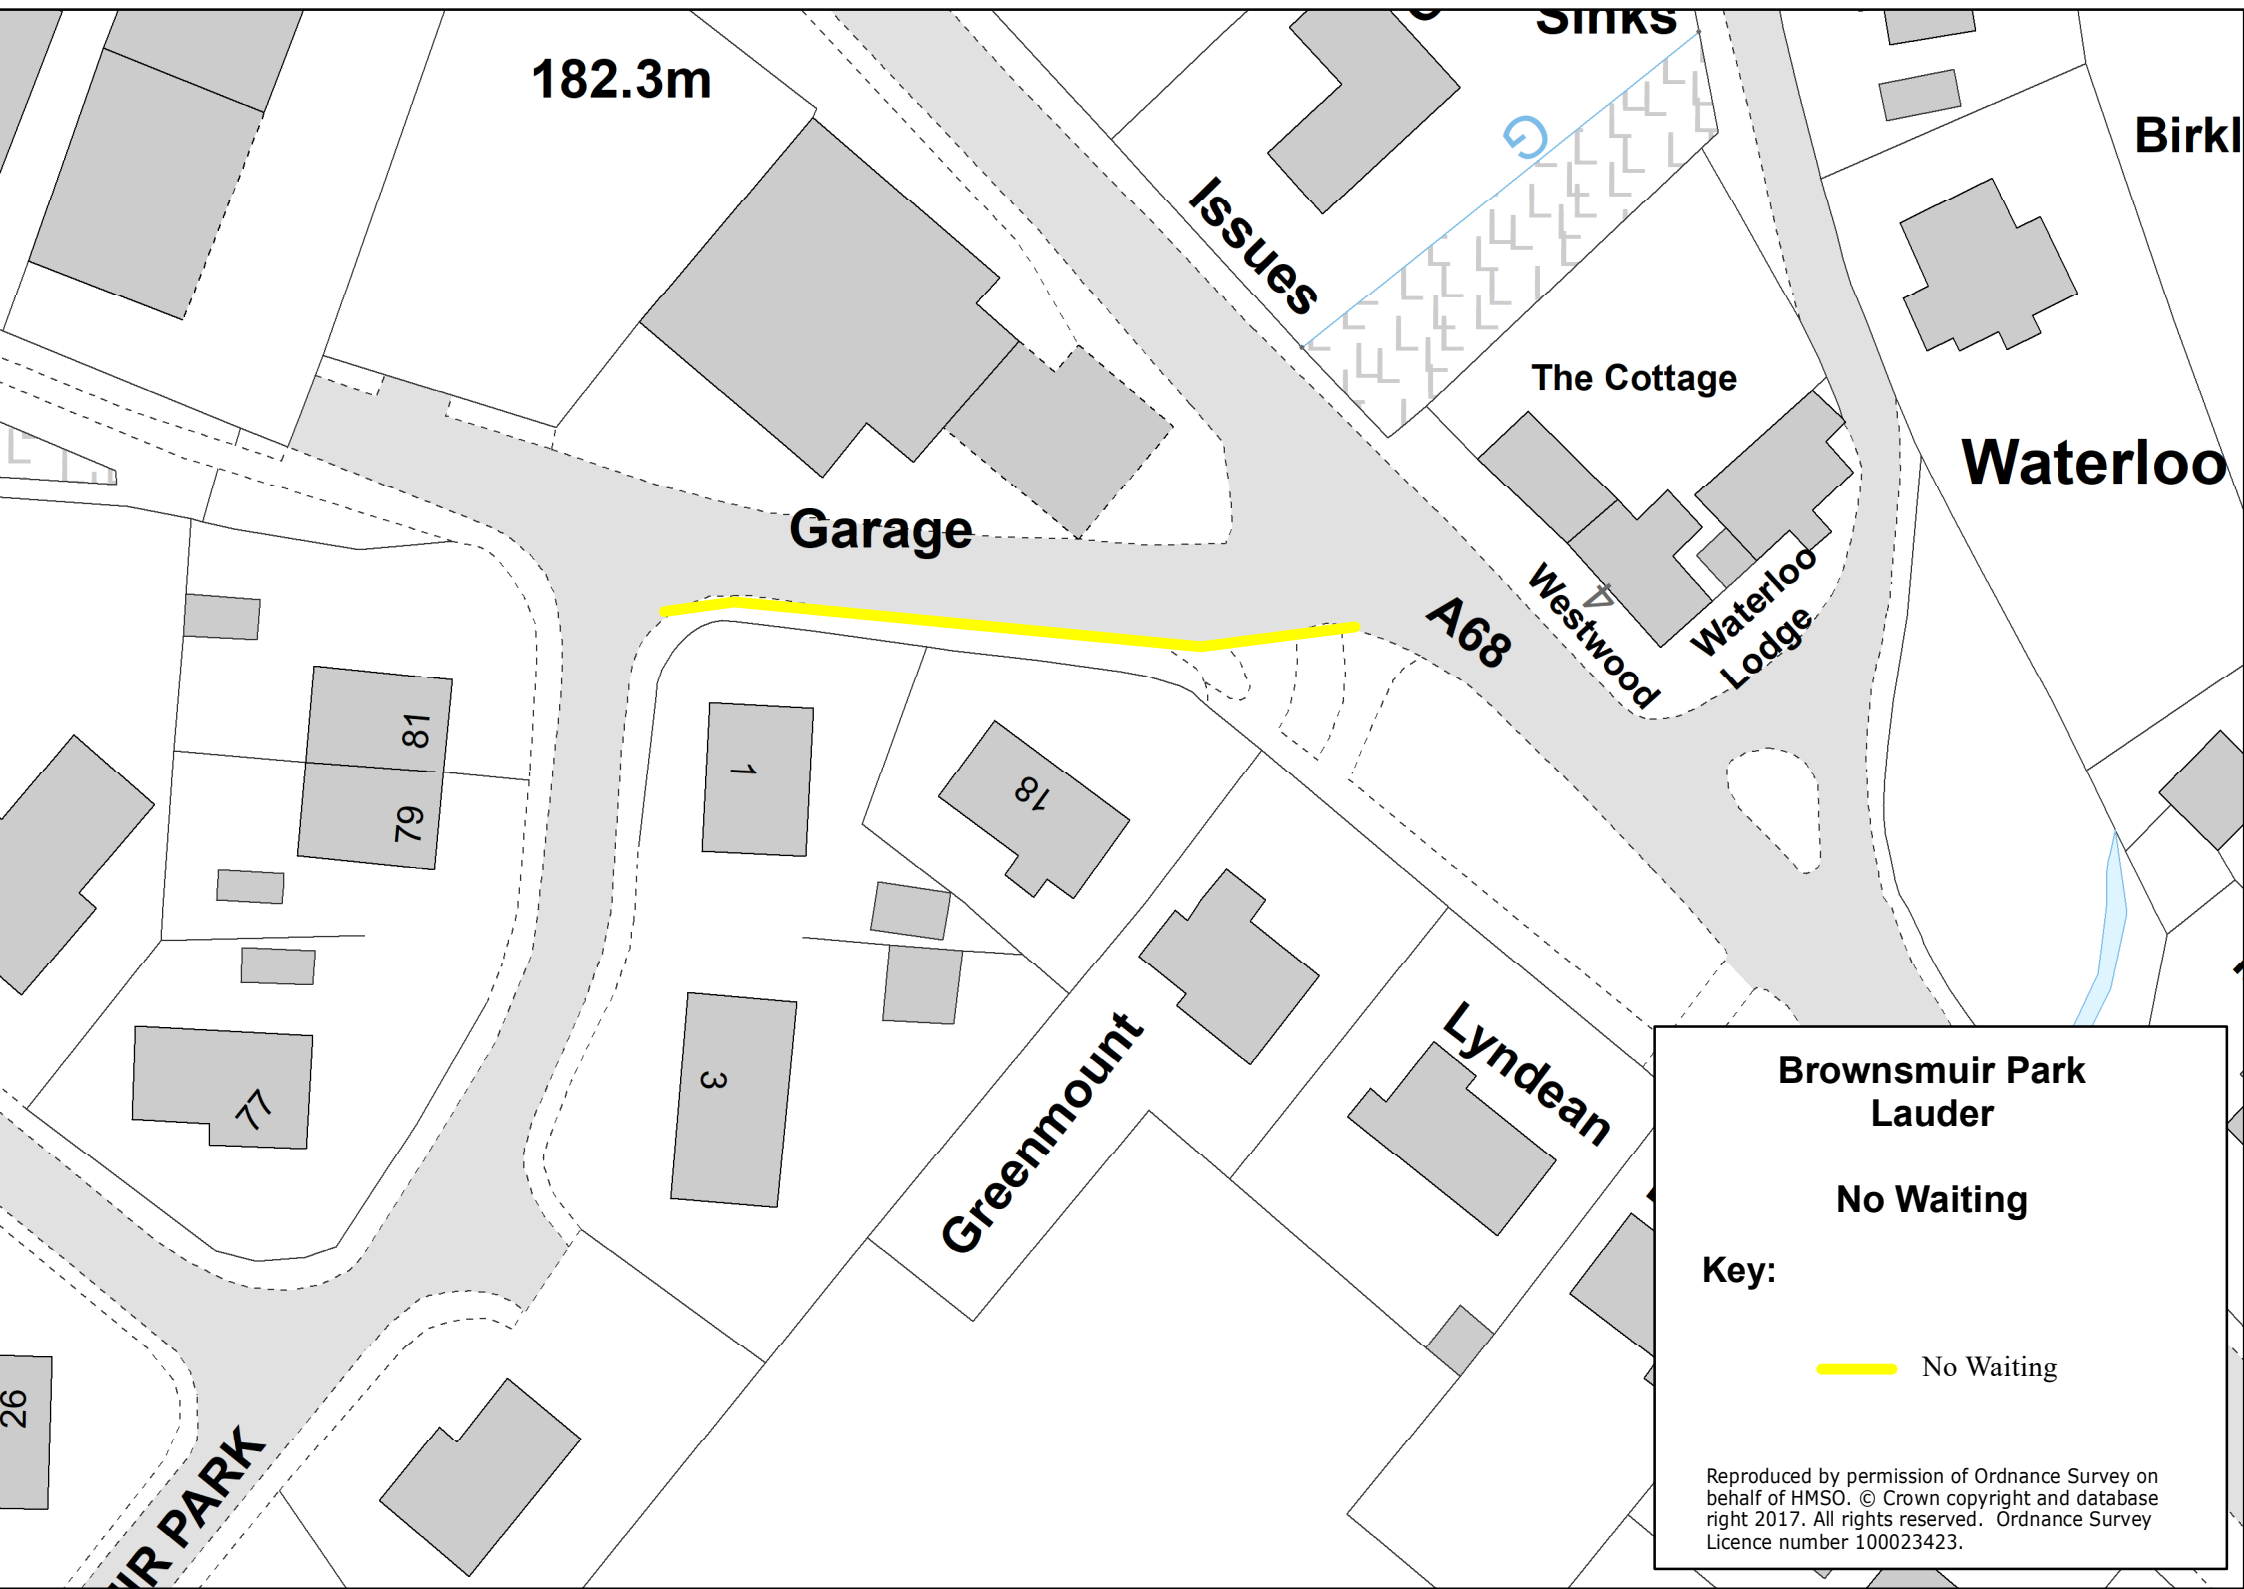 Sinks
182.3m
G
Birkl
Issues
The Cottage
Waterloo
Garage
4
Westwood
Waterloo
Lodge
A68
81
79
1
18
77
3
Greenmount
Lyndean
26
IR PARK
Brownsmuir Park
Lauder
No Waiting
Key:
No Waiting
Reproduced by permission of Ordnance Survey on
behalf of HMSO. © Crown copyright and database
right 2017. All rights reserved. Ordnance Survey
Licence number 100023423.